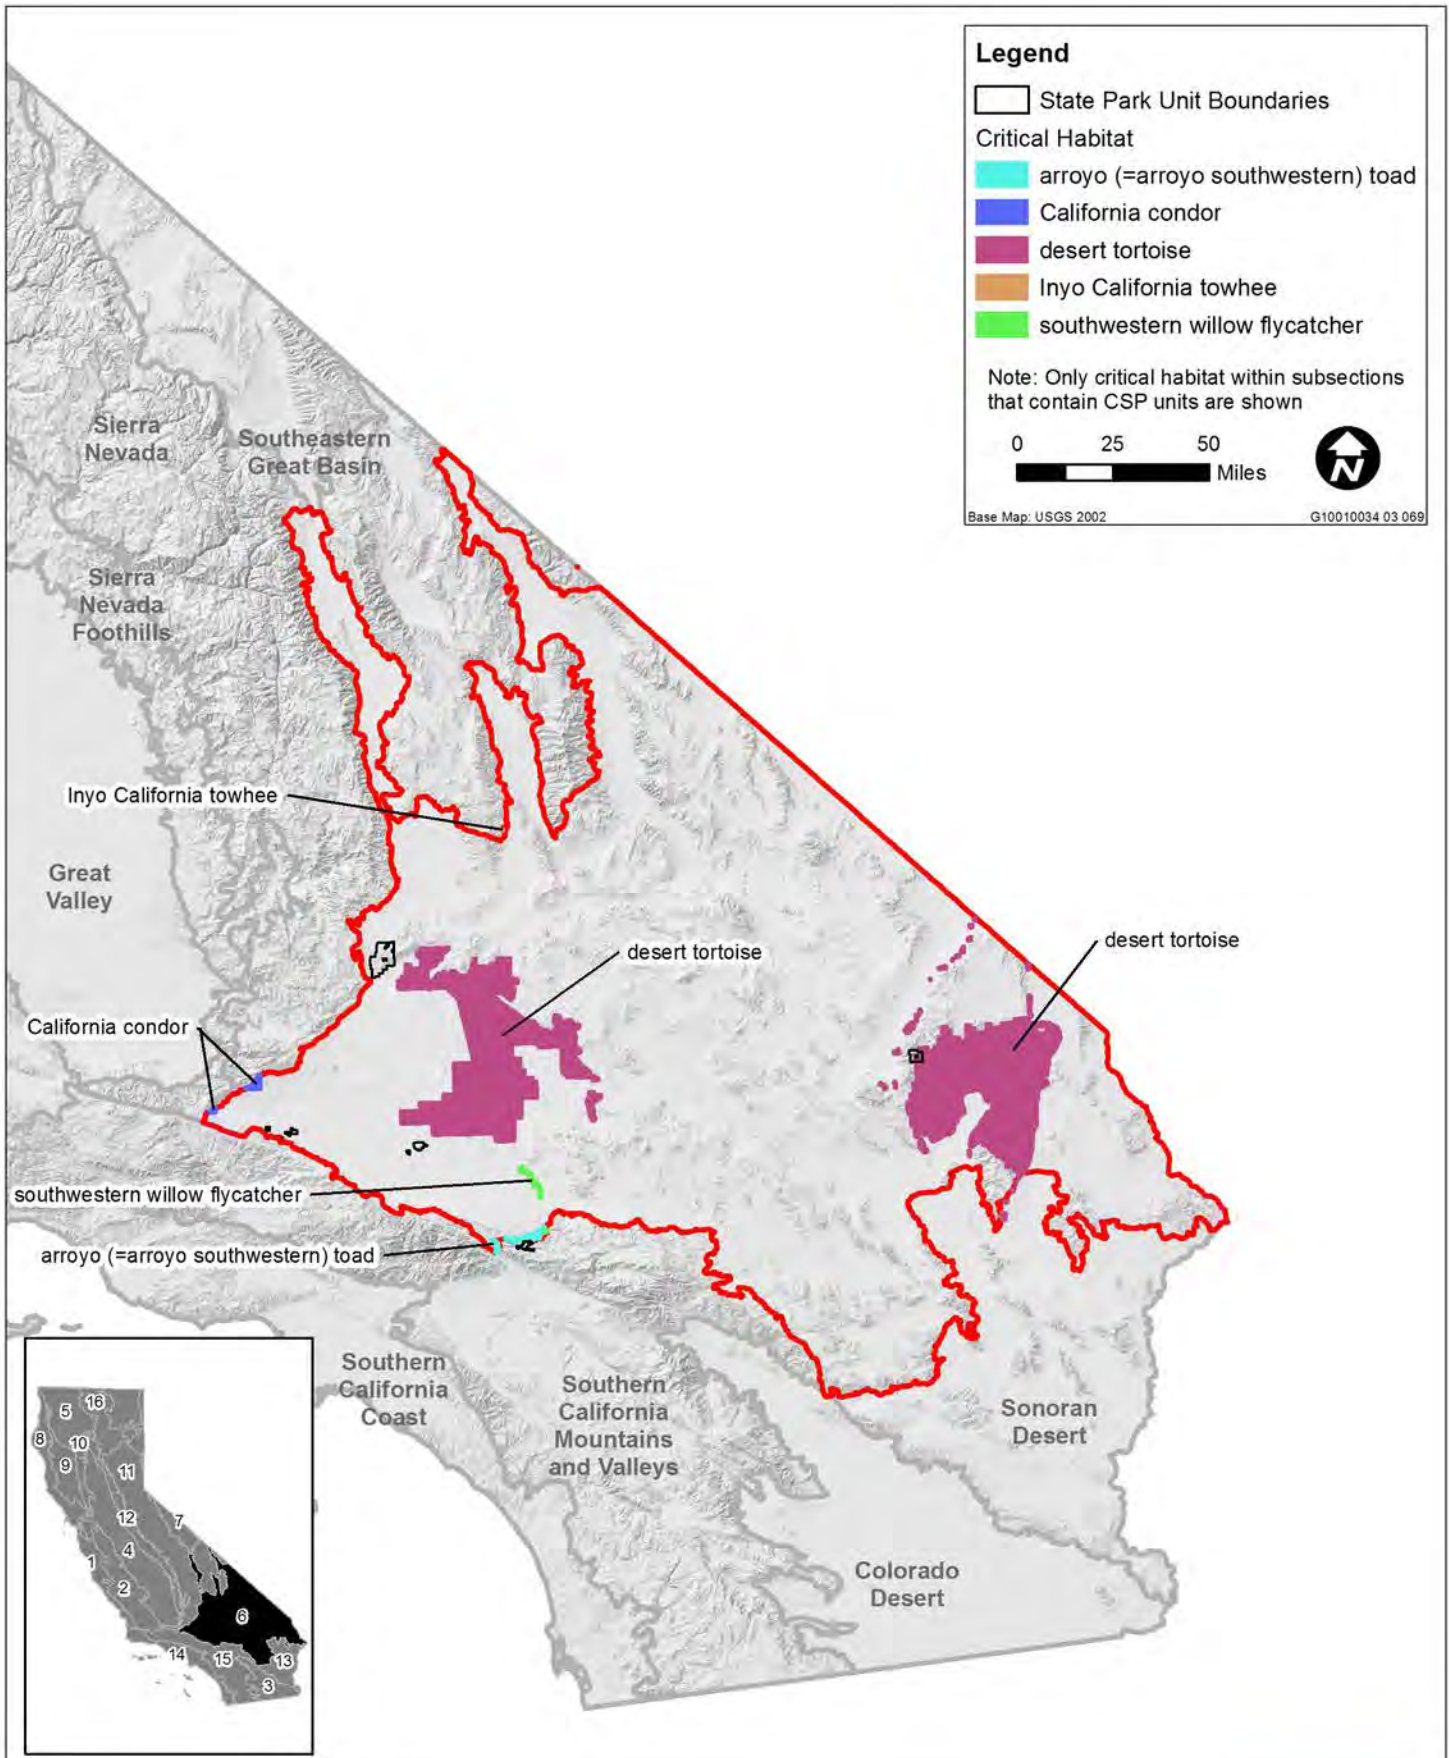 Legend
State Park Unit Boundaries
Critical Habitat
arroyo (=arroyo southwestern) toad
California condor
desert tortoise
Inyo California towhee
southwestern willow flycatcher
Note: Only critical habitat within subsections
that contain CSP units are shown
0 25 50
Miles
N
Base Map: USGS 2002
G10010034 03 069
Sierra
Nevada
Southeastern
Great Basin
Sierra
Nevada
Foothills
Inyo California towhee
Great
Valley
desert tortoise
desert tortoise
California condor
southwestern willow flycatcher
arroyo (=arroyo southwestern) toad
Southern
California
Coast
Southern
California
Mountains
and Valleys
Sonoran
Desert
Colorado
Desert
16
5
8
10
9
11
12
7
4
1
2
6
14
15
13
3